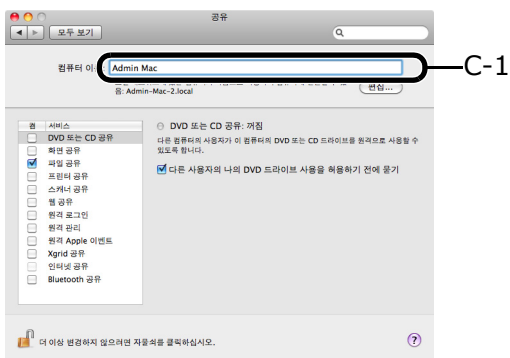 공유
모두 보기
컴퓨터 이
Admin Mac
C-1
음: Admin-Mac-2.local
편집...
켬 서비스
DVD 또는 CD 공유
화면 공유
파일 공유
프린터 공유
스캐너 공유
웹 공유
원격 로그인
원격 관리
원격 Apple 이벤트
Xgrid 공유
인터넷 공유
Bluetooth 공유
DVD 또는 CD 공유: 꺼짐
다른 컴퓨터의 사용자가 이 컴퓨터의 DVD 또는 CD 드라이브를 원격으로 사용할 수
있도록 합니다.
다른 사용자의 나의 DVD 드라이브 사용을 허용하기 전에 묻기
더 이상 변경하지 않으려면 자물쇠를 클릭하십시오.
?